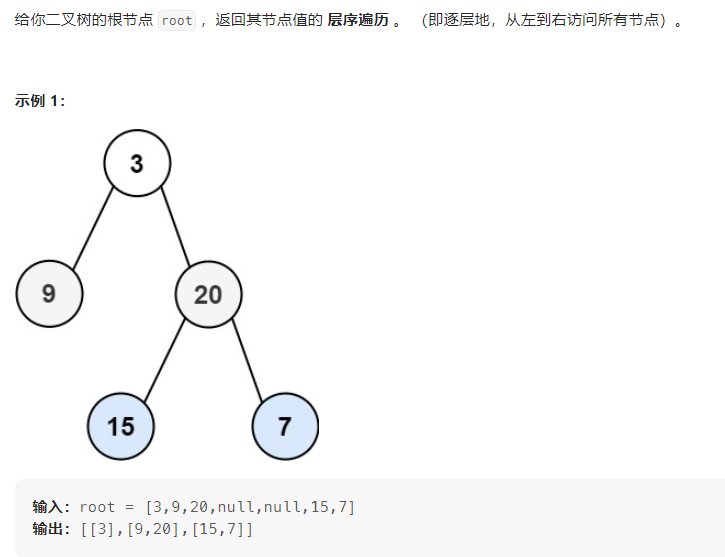 给你二叉树的根节点 root ，返回其节点值的 层序遍历 。 （即逐层地，从左到右访问所有节点）。
示例 1：
3
9
20
15
7
输入：root = [3,9,20,null,null,15,7]
输出：[[3],[9,20],[15,7]]